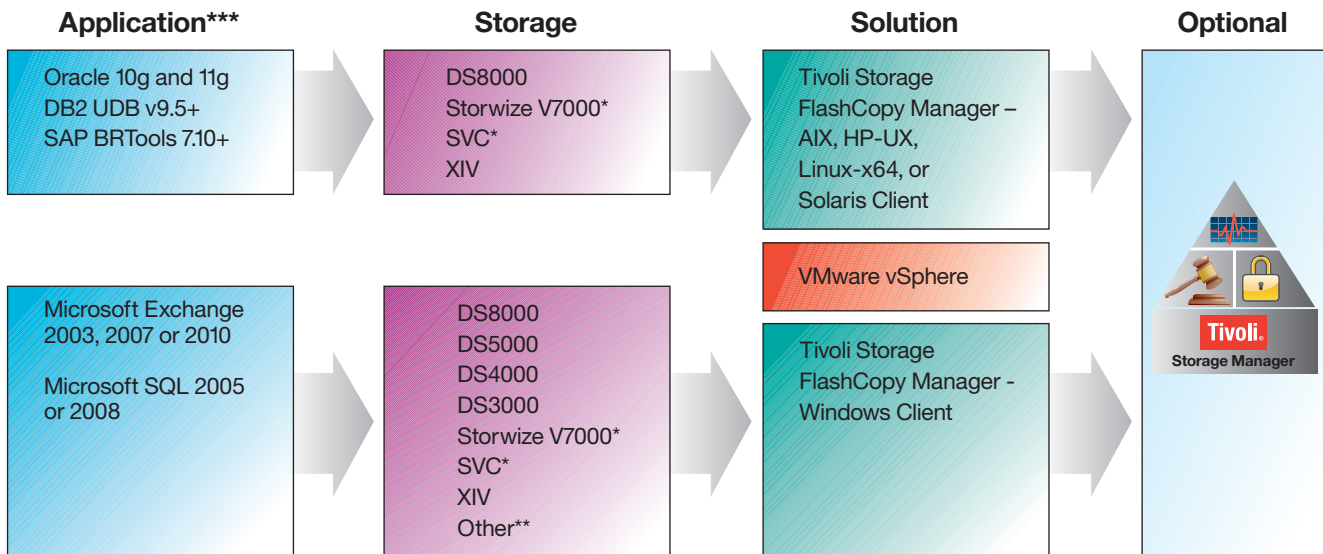 Application***
Storage
Solution
Optional
Oracle 10g and 11g
DB2 UDB v9.5+
SAP BRTools 7.10+
DS8000
Storwize V7000*
SVC*
XIV
Tivoli Storage
FlashCopy Manager –
AIX, HP-UX,
Linux-x64, or
Solaris Client
VMware vSphere
Microsoft Exchange
2003, 2007 or 2010
Microsoft SQL 2005
or 2008
DS8000
DS5000
DS4000
DS3000
Storwize V7000*
SVC*
XIV
Other**
Tivoli Storage
FlashCopy Manager -
Windows Client
Tivoli®
Storage Manager